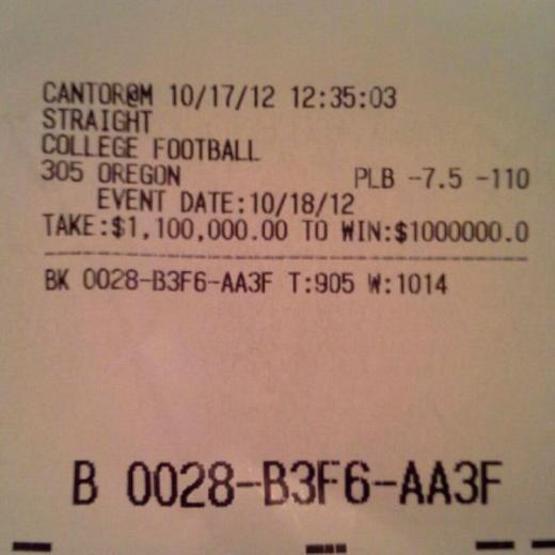 CANTOR@M 10/17/12 12:35:03
STRAIGHT
COLLEGE FOOTBALL
305 OREGON PLB -7.5 -110
EVENT DATE:10/18/12
TAKE:$1,100,000.00 TO WIN:$1000000.0
BK 0028-B3F6-AA3F T:905 W:1014
B 0028-B3F6-AA3F